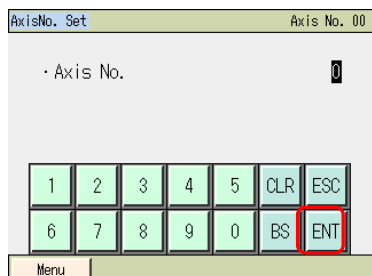 AxisNo. Set Axis No. 00
・Axis No. 0
1 2 3 4 5 CLR ESC
6 7 8 9 0 BS ENT
Menu